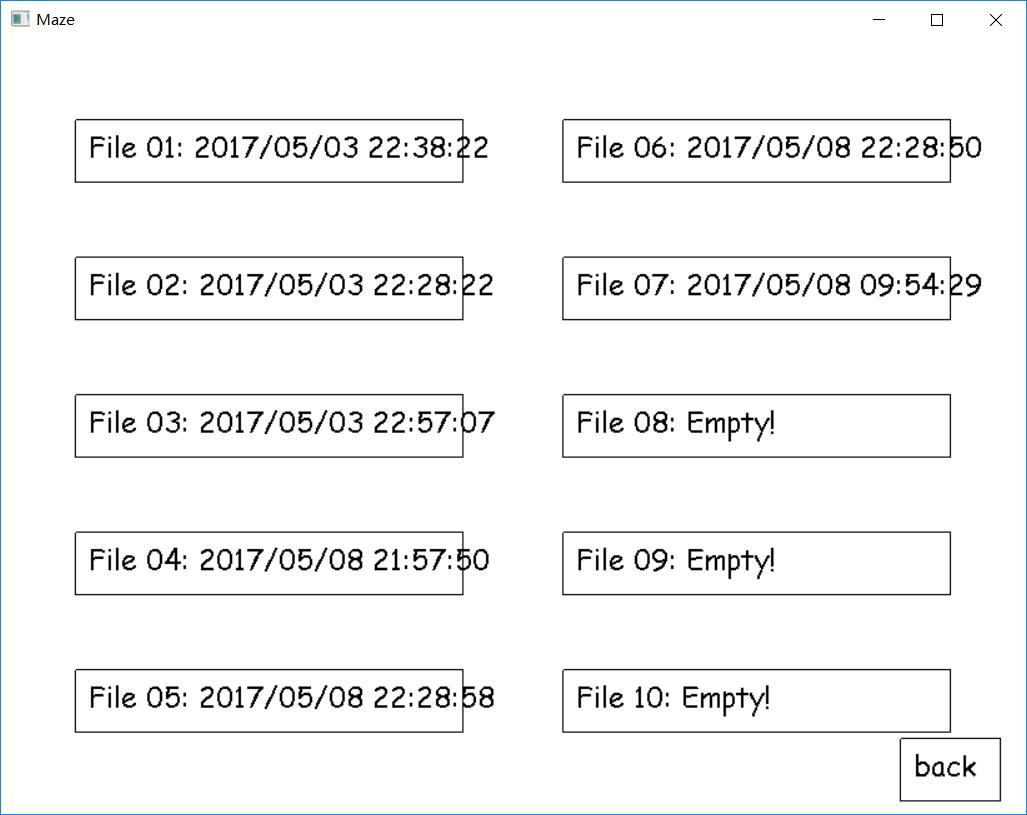 Maze
File 01: 2017/05/03 22:38:22
File 02: 2017/05/03 22:28:22
File 03: 2017/05/03 22:57:07
File 04: 2017/05/08 21:57:50
File 05: 2017/05/08 22:28:58
File 06: 2017/05/08 22:28:50
File 07: 2017/05/08 09:54:29
File 08: Empty!
File 09: Empty!
File 10: Empty!
back